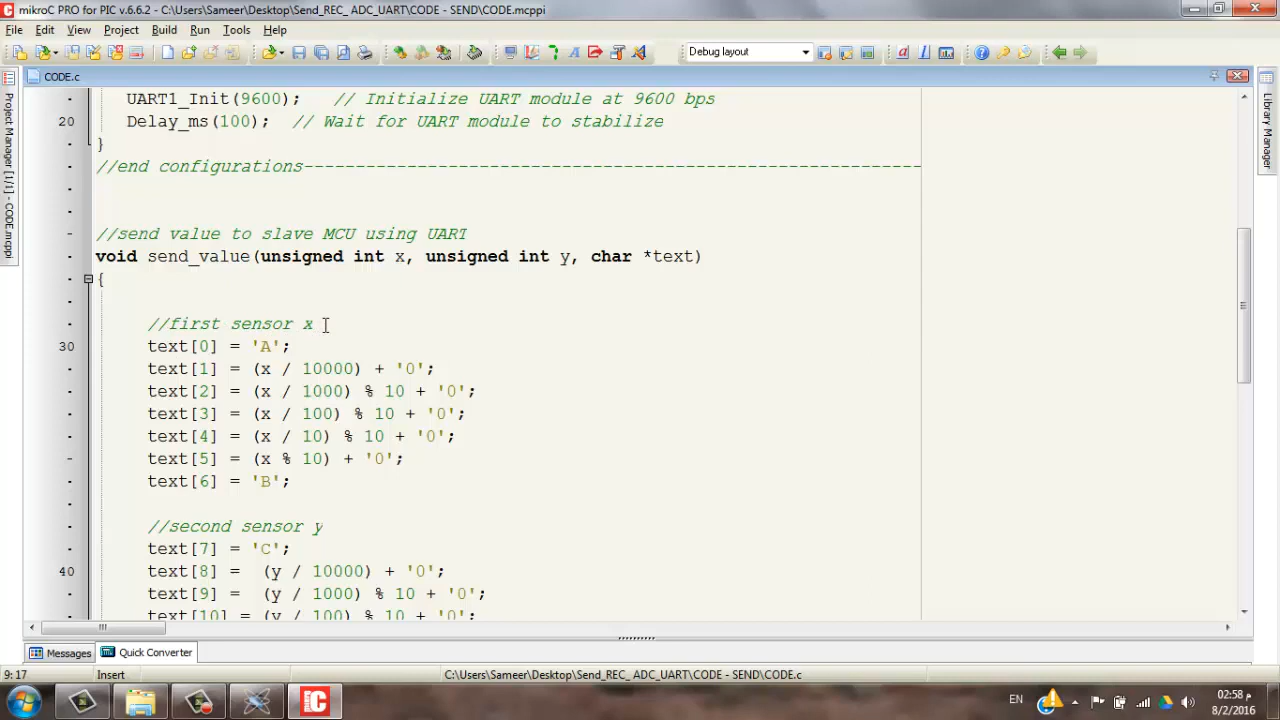 mikroC PRO for PIC v.6.6.2 - C:\Users\Sameer\Desktop\Send_REC_ ADC_UART\CODE - SEND\CODE.mcppi
File Edit View Project Build Run Tools Help
Debug layout
CODE.c
UART1_Init(9600);   // Initialize UART module at 9600 bps
20 Delay_ms(100);  // Wait for UART module to stabilize
}
//end configurations------------------------------------------------------------
//send value to slave MCU using UART
void send_value(unsigned int x, unsigned int y, char *text)
{
//first sensor x
30 text[0] = 'A';
text[1] = (x / 10000) + '0';
text[2] = (x / 1000) % 10 + '0';
text[3] = (x / 100) % 10 + '0';
text[4] = (x / 10) % 10 + '0';
text[5] = (x % 10) + '0';
text[6] = 'B';
//second sensor y
text[7] = 'C';
40 text[8] =  (y / 10000) + '0';
text[9] =  (y / 1000) % 10 + '0';
text[10] = (y / 100) % 10 + '0';
Project Manager [1/1] - CODE.mcppi
Library Manager
Messages Quick Converter
9:17 Insert C:\Users\Sameer\Desktop\Send_REC_ ADC_UART\CODE - SEND\CODE.c
EN 02:58 م
8/2/2016